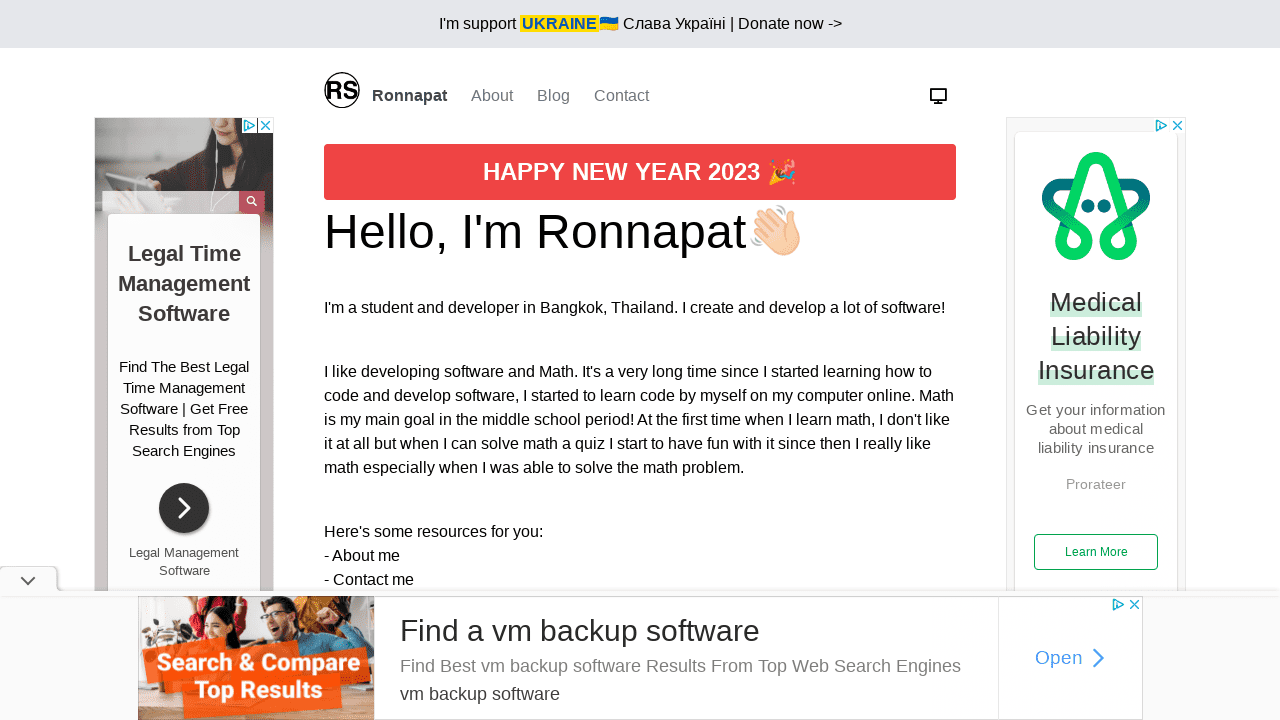 I'm support UKRAINE🇺🇦 Слава Україні | Donate now ->
RS Ronnapat About Blog Contact
HAPPY NEW YEAR 2023 🎉
Hello, I'm Ronnapat👋🏻
I'm a student and developer in Bangkok, Thailand. I create and develop a lot of software!
I like developing software and Math. It's a very long time since I started learning how to
code and develop software, I started to learn code by myself on my computer online. Math
is my main goal in the middle school period! At the first time when I learn math, I don't like
it at all but when I can solve math a quiz I start to have fun with it since then I really like
math especially when I was able to solve the math problem.
Here's some resources for you:
- About me
- Contact me
Legal Time
Management
Software
Find The Best Legal
Time Management
Software | Get Free
Results from Top
Search Engines
Legal Management
Software
Medical
Liability
Insurance
Get your information
about medical
liability insurance
Prorateer
Learn More
Search & Compare
Top Results
Find a vm backup software
Find Best vm backup software Results From Top Web Search Engines
vm backup software
Open